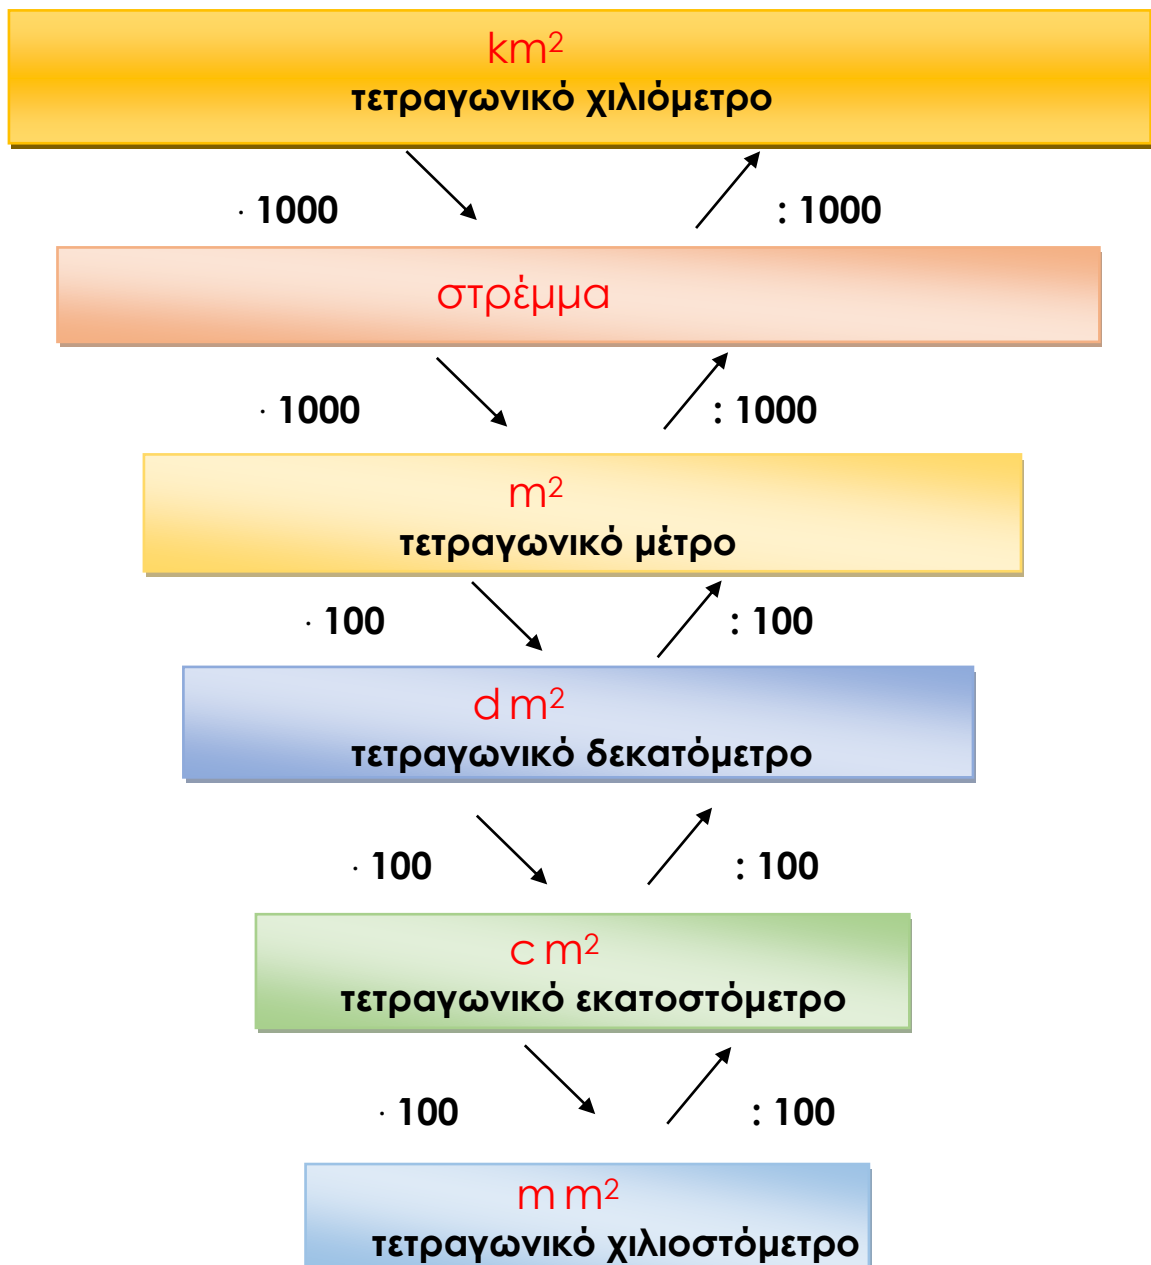 km²
τετραγωνικό χιλιόμετρο
· 1000 : 1000
στρέμμα
· 1000 : 1000
m²
τετραγωνικό μέτρο
· 100 : 100
dm²
τετραγωνικό δεκατόμετρο
· 100 : 100
cm²
τετραγωνικό εκατοστόμετρο
· 100 : 100
mm²
τετραγωνικό χιλιοστόμετρο